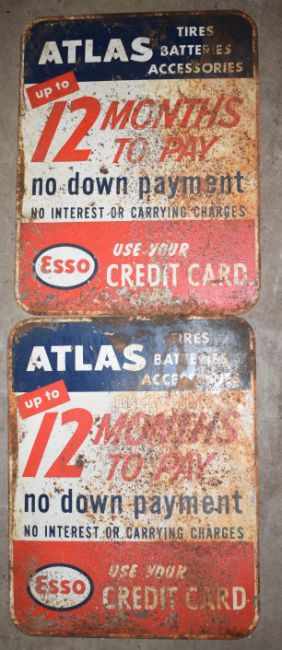 TIRES
ATLAS BATTERIES
ACCESSORIES
up to
12 MONTHS
TO PAY
no down payment
NO INTEREST OR CARRYING CHARGES
USE YOUR
Esso CREDIT CARD
TIRES
ATLAS BATTERIES
ACCESSORIES
up to
12 MONTHS
TO PAY
no down payment
NO INTEREST OR CARRYING CHARGES
USE YOUR
Esso CREDIT CARD